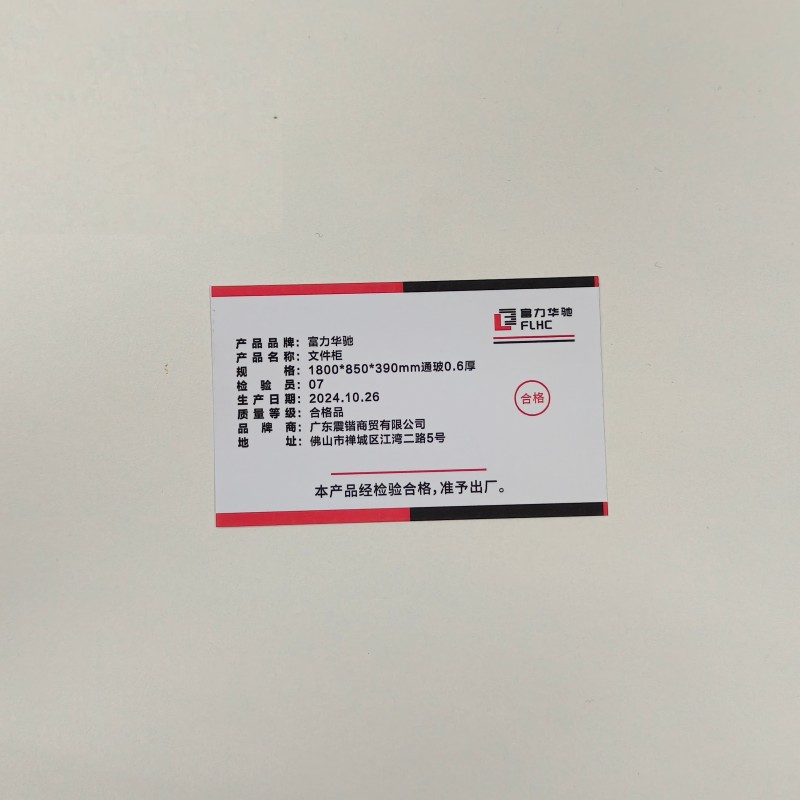 富力华驰
FLHC
产品品牌：富力华驰
产品名称：文件柜
规格：1800*850*390mm通玻0.6厚
检验员：07
生产日期：2024.10.26
质量等级：合格品
品牌商：广东震锴商贸有限公司
地址：佛山市禅城区江湾二路5号
合格
本产品经检验合格，准予出厂。